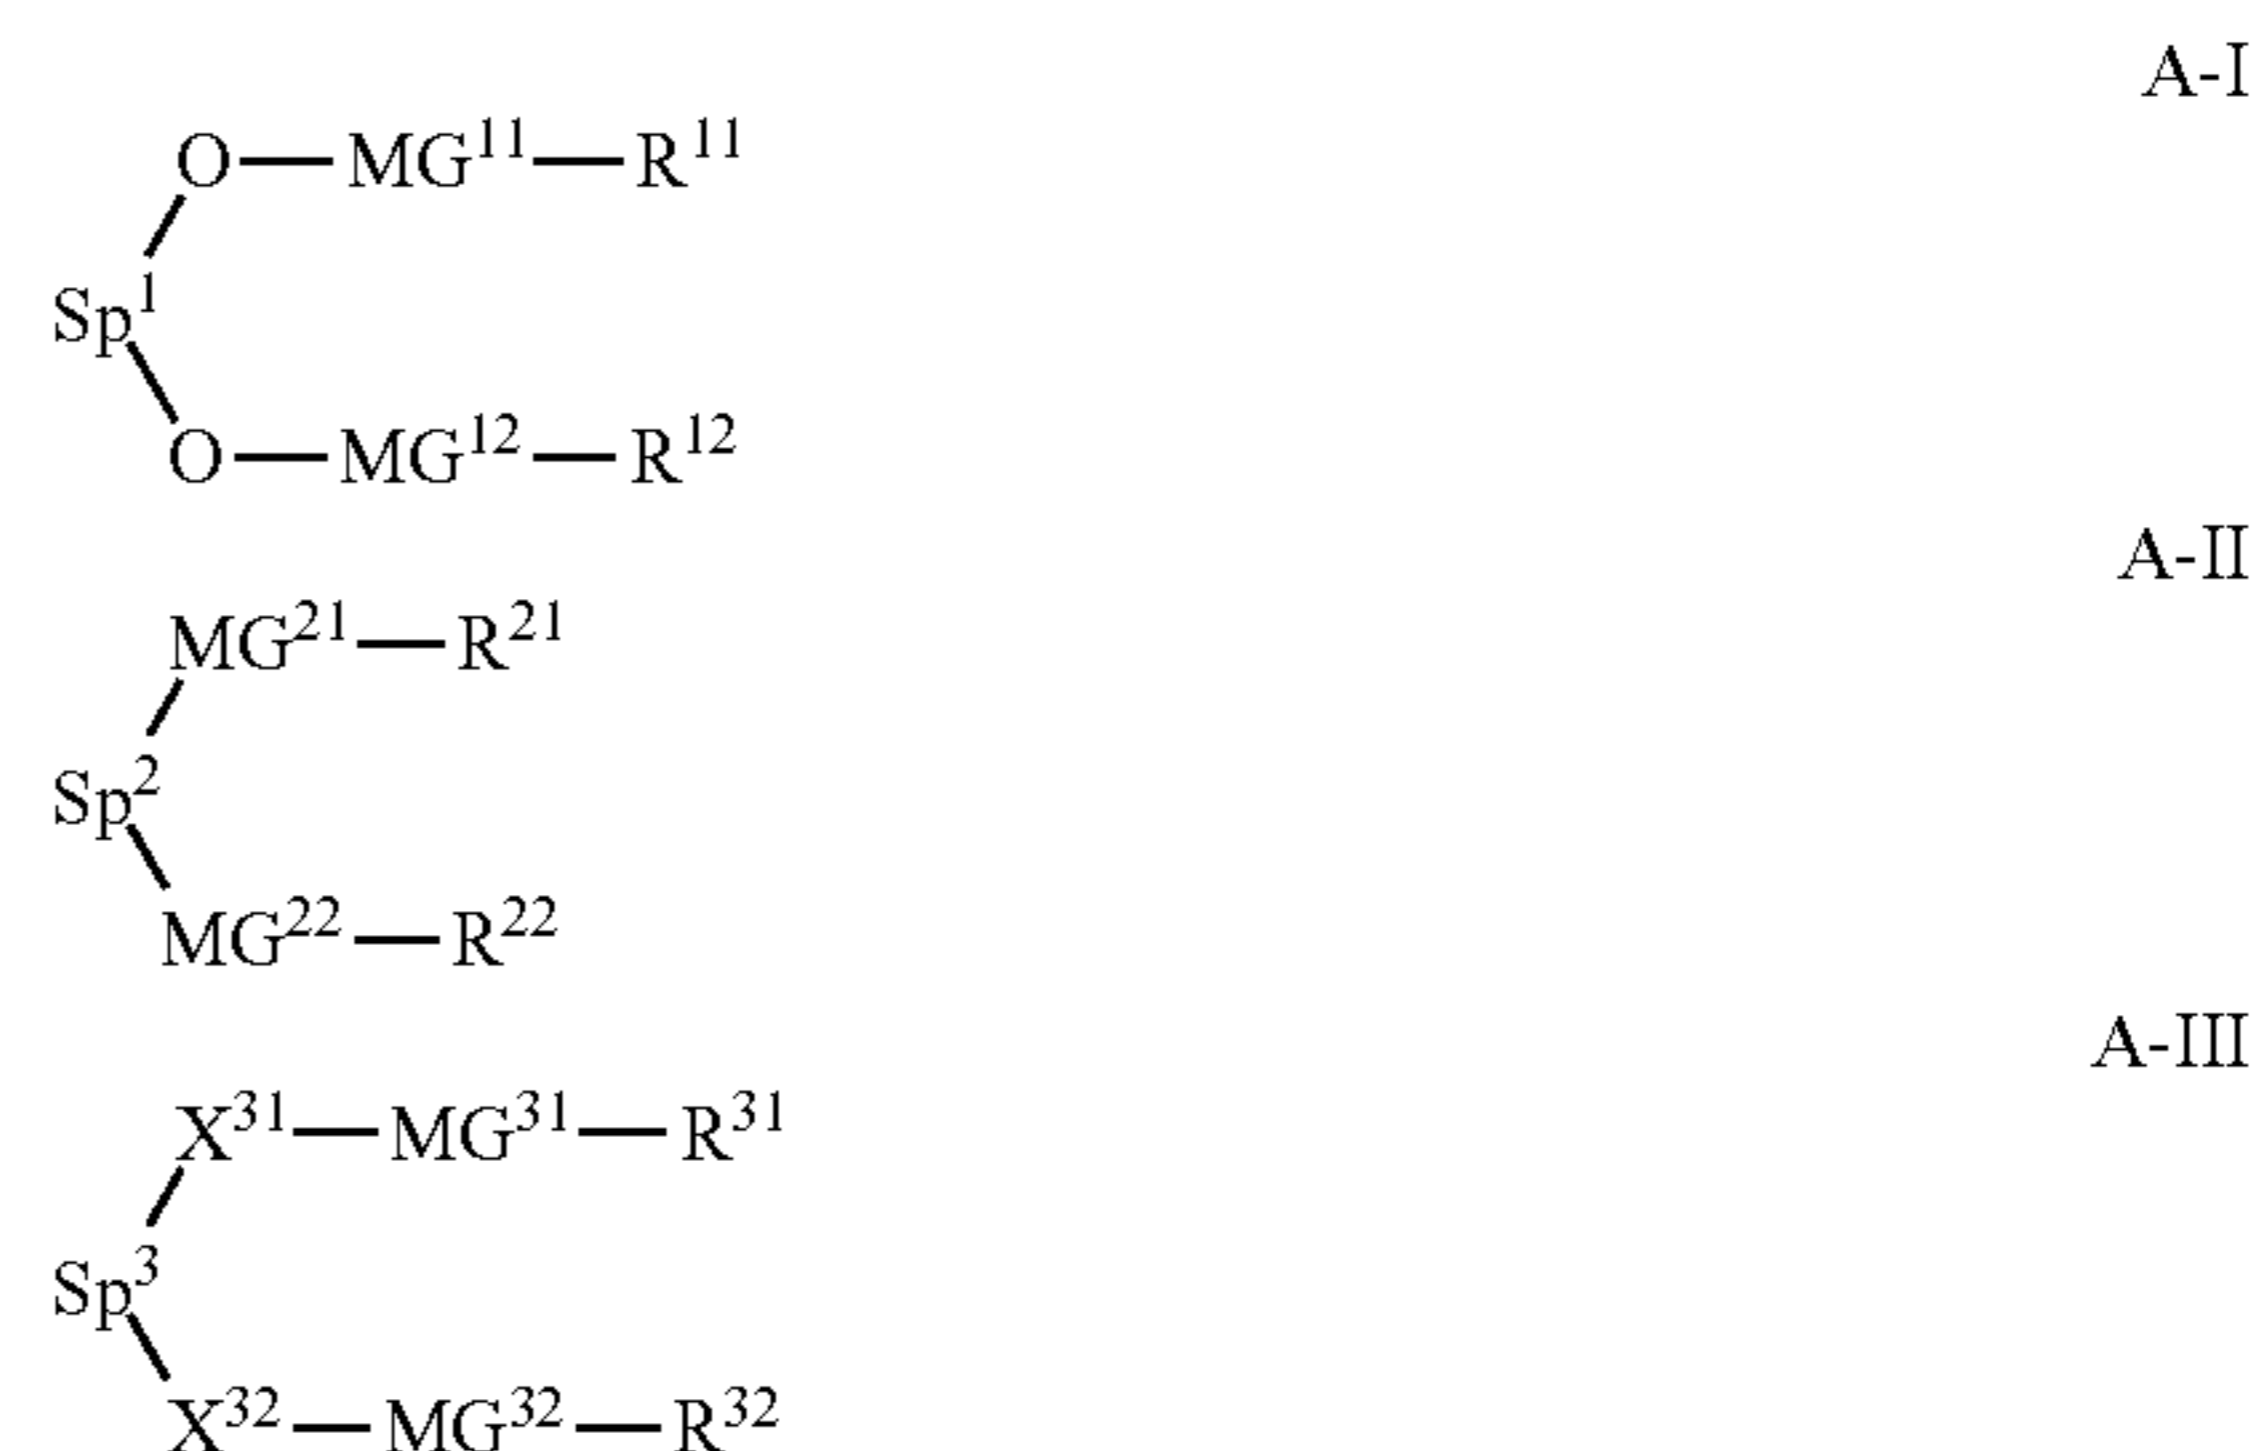 A-I
O—MG¹¹—R¹¹
Sp¹
O—MG¹²—R¹²
A-II
MG²¹—R²¹
Sp²
MG²²—R²²
A-III
X³¹—MG³¹—R³¹
Sp³
X³²—MG³²—R³²